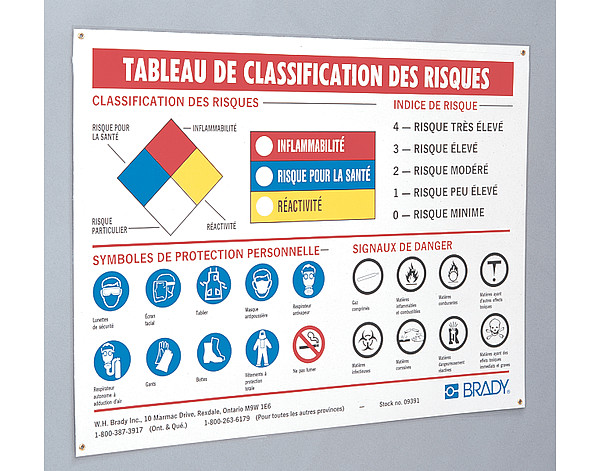 TABLEAU DE CLASSIFICATION DES RISQUES
CLASSIFICATION DES RISQUES
RISQUE POUR
LA SANTÉ
INFLAMMABILITÉ
RISQUE
PARTICULIER
RÉACTIVITÉ
INFLAMMABILITÉ
RISQUE POUR LA SANTÉ
RÉACTIVITÉ
INDICE DE RISQUE
4 — RISQUE TRÈS ÉLEVÉ
3 — RISQUE ÉLEVÉ
2 — RISQUE MODÉRÉ
1 — RISQUE PEU ÉLEVÉ
0 — RISQUE MINIME
SYMBOLES DE PROTECTION PERSONNELLE
Lunettes
de sécurité
Écran
facial
Tablier
Masque
antipoussière
Respirateur
antivapeur
Respirateur
autonome à
adduction d'air
Gants
Bottes
Vêtements à
protection
totale
Ne pas fumer
SIGNAUX DE DANGER
Gaz
comprimés
Matières
inflammables
et combustibles
Matières
comburantes
Matières ayant
d'autres effets
toxiques
Matières
infectieuses
Matières
corrosives
Matières
dangereusement
réactives
Matières ayant des
effets toxiques
immédiats et graves
BRADY
W.H. Brady Inc., 10 Marmac Drive, Rexdale, Ontario M9W 1E6
1-800-387-3917 (Ont. & Qué.) 1-800-263-6179 (Pour toutes les autres provinces) — Stock no. 09391